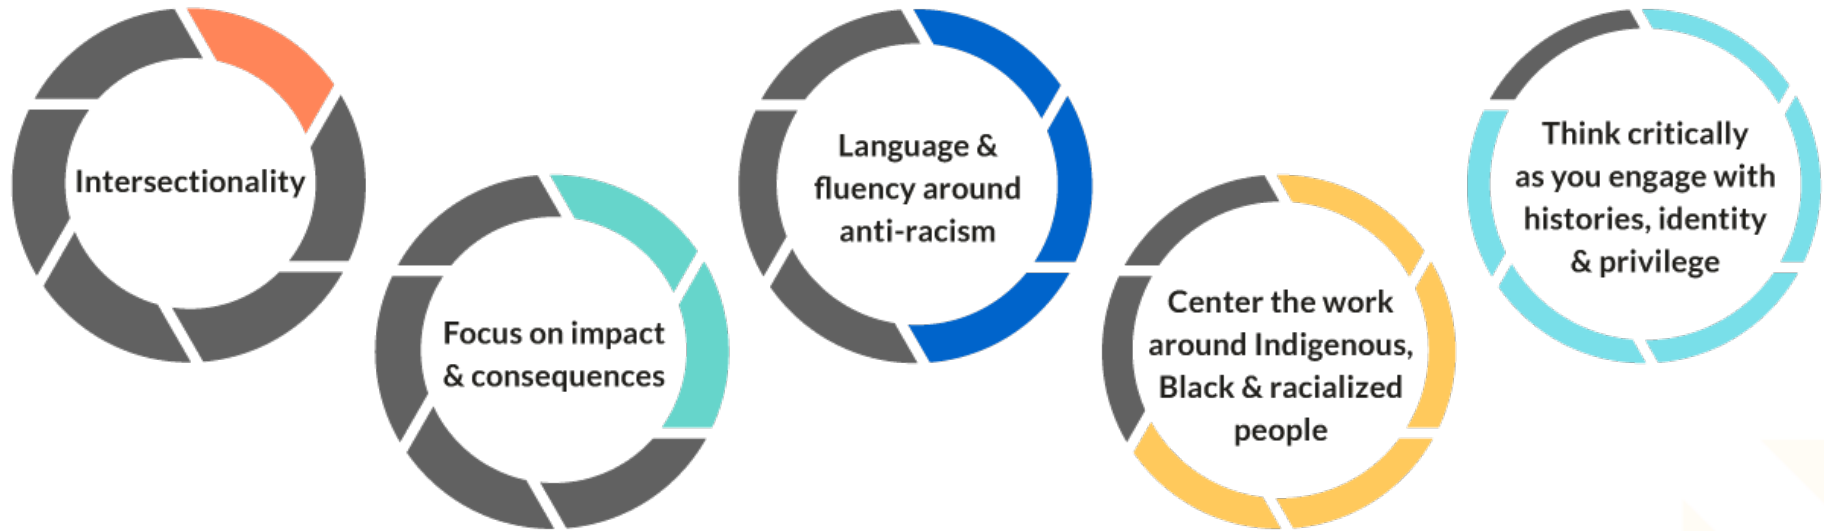 Intersectionality
Focus on impact
& consequences
Language &
fluency around
anti-racism
Center the work
around Indigenous,
Black & racialized
people
Think critically
as you engage with
histories, identity
& privilege